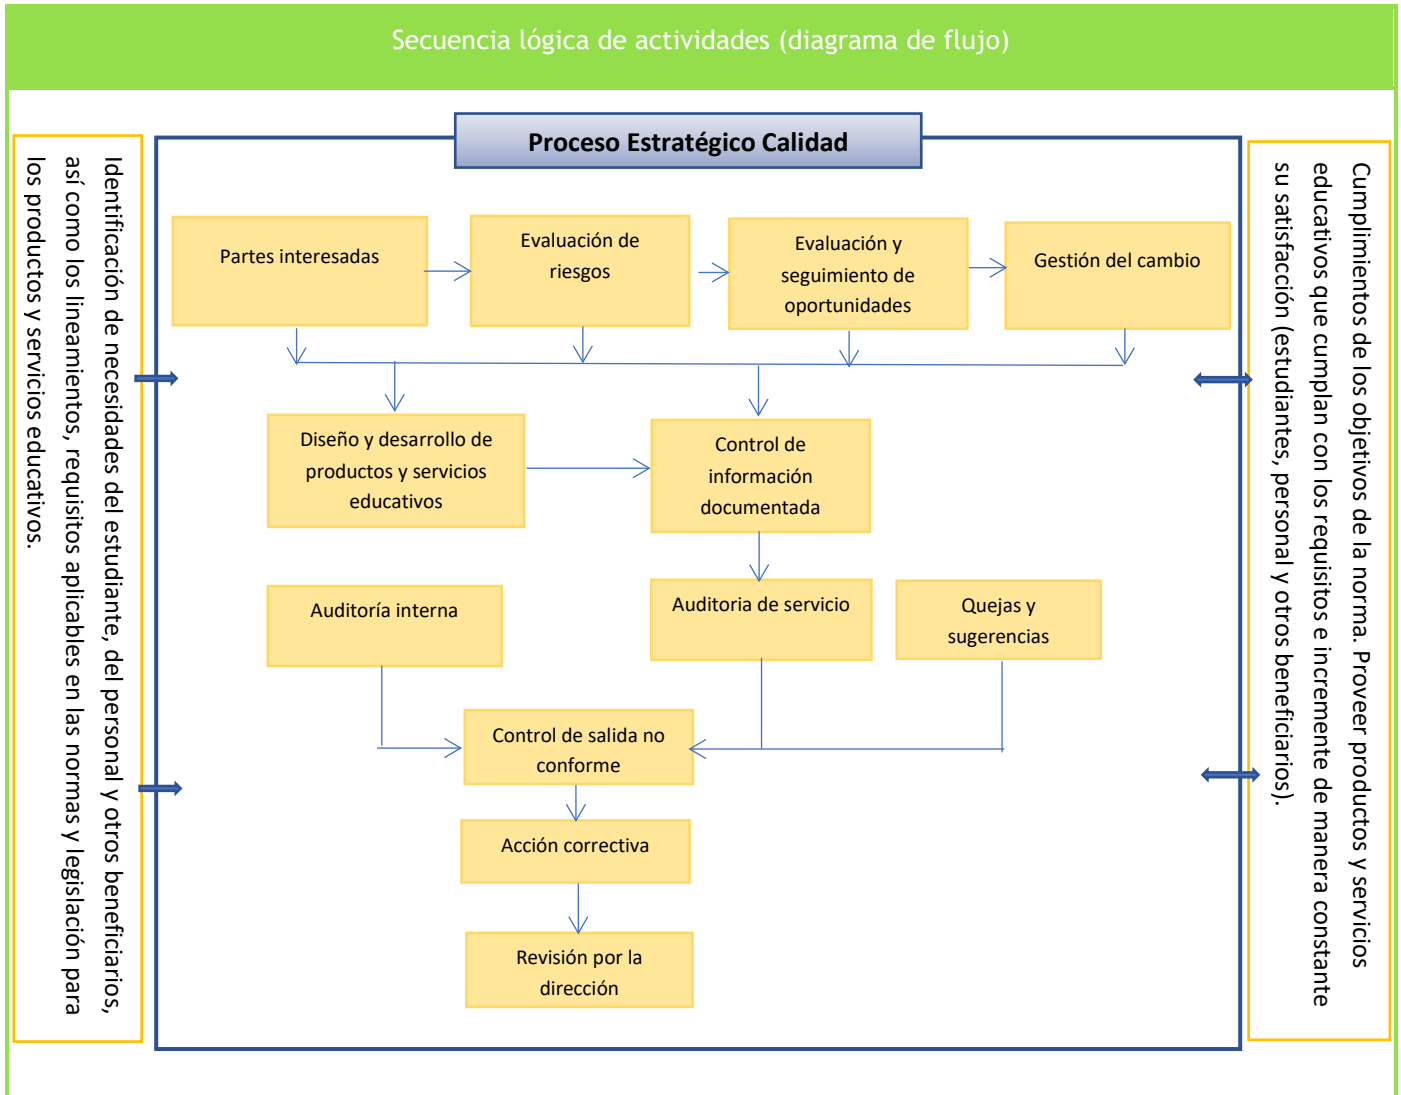 Secuencia lógica de actividades (diagrama de flujo)
Proceso Estratégico Calidad
Identificación de necesidades del estudiante, del personal y otros beneficiarios,
así como los lineamientos, requisitos aplicables en las normas y legislación para
los productos y servicios educativos.
Partes interesadas
Evaluación de
riesgos
Evaluación y
seguimiento de
oportunidades
Gestión del cambio
Diseño y desarrollo de
productos y servicios
educativos
Control de
información
documentada
Auditoría interna
Auditoria de servicio
Quejas y
sugerencias
Control de salida no
conforme
Acción correctiva
Revisión por la
dirección
Cumplimientos de los objetivos de la norma. Proveer productos y servicios
educativos que cumplan con los requisitos e incremente de manera constante
su satisfacción (estudiantes, personal y otros beneficiarios).